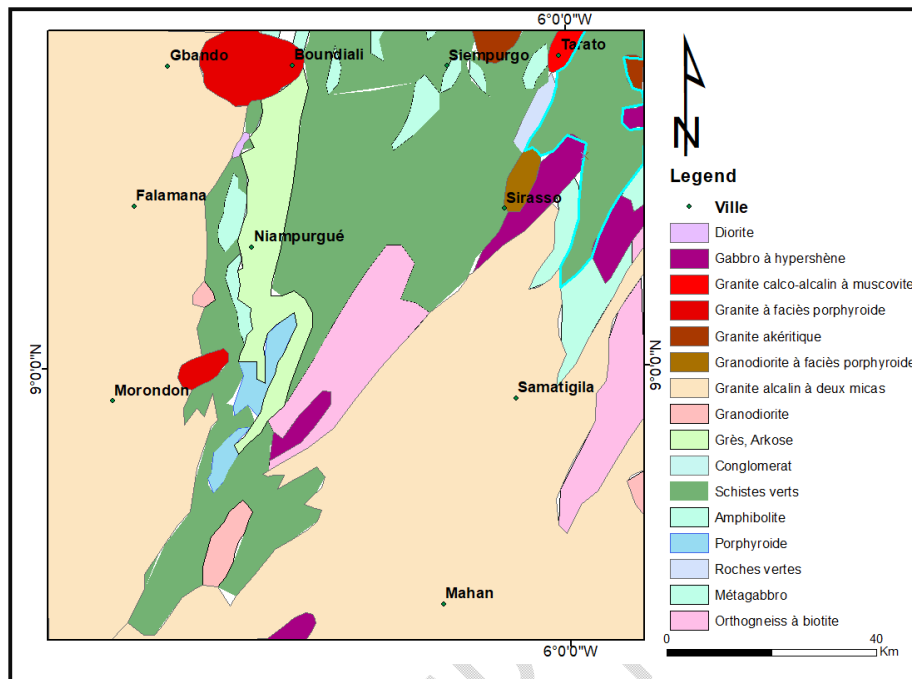 6°0'0"W
Gbando
Boundiali
Siempurgo
Tarato
Falamana
Sirasso
Niampurgué
9°0'0"N
9°0'0"N
Morondon
Samatigila
Mahan
6°0'0"W
N
Legend
Ville
Diorite
Gabbro à hypershène
Granite calco-alcalin à muscovite
Granite à faciès porphyroide
Granite akéritique
Granodiorite à faciès porphyroide
Granite alcalin à deux micas
Granodiorite
Grès, Arkose
Conglomerat
Schistes verts
Amphibolite
Porphyroide
Roches vertes
Métagabbro
Orthogneiss à biotite
0 40
Km